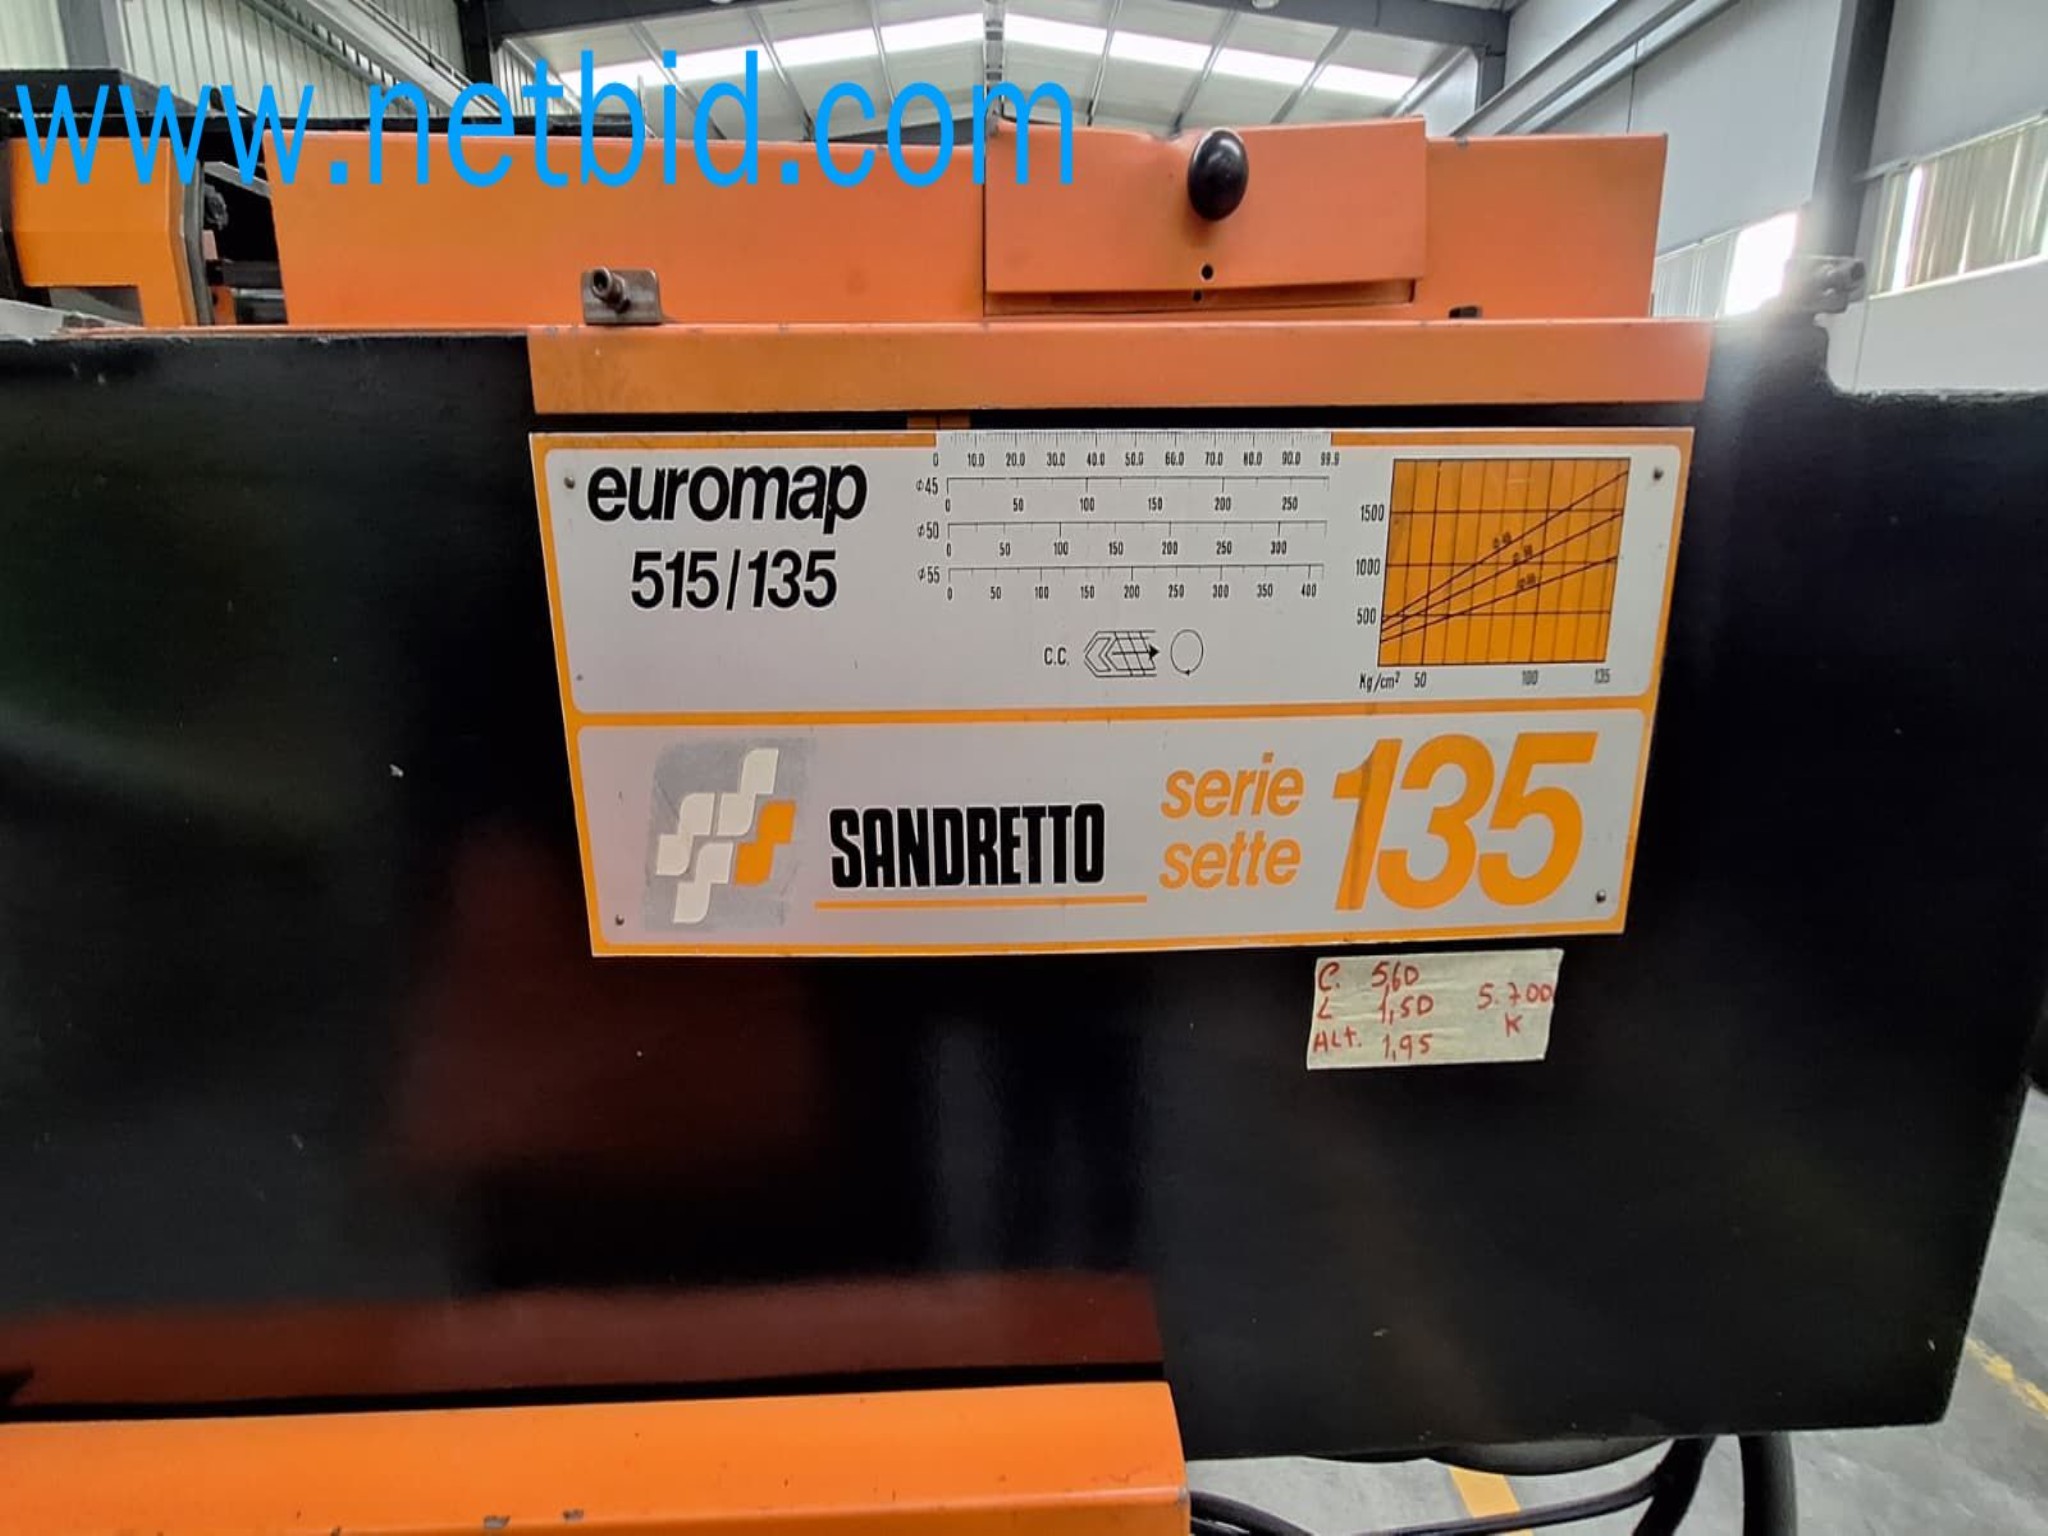 www.netbid.com
euromap
515/135
0 10.0 20.0 30.0 40.0 50.0 60.0 70.0 80.0 90.0 99.9
φ45
0 50 100 150 200 250
φ50
0 50 100 150 200 250 300
φ55
0 50 100 150 200 250 300 350 400
C.C.
1500
1000
500
Kg/cm² 50 100 135
SANDRETTO
serie
sette
135
C. 5,60
L 1,50
ALt. 1,95
5.700
K